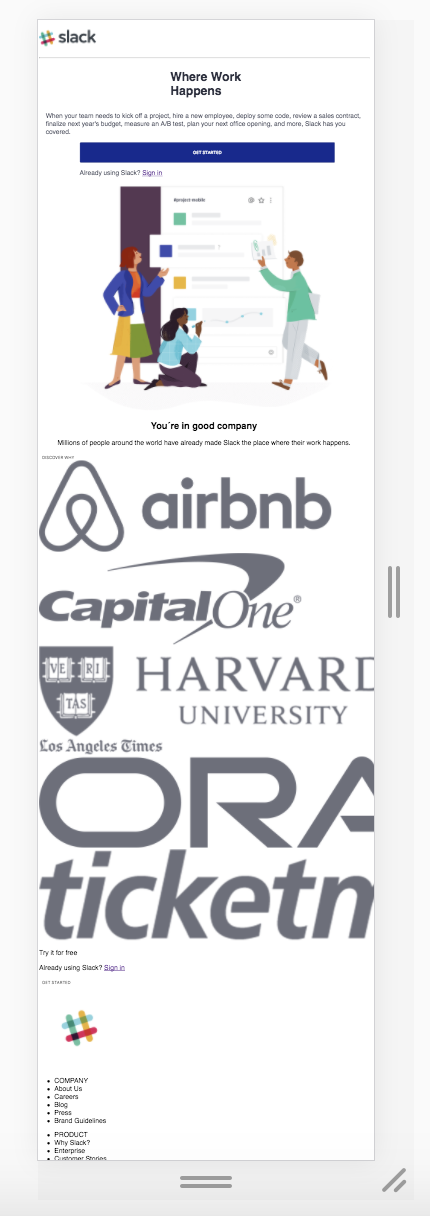 slack
Where Work
Happens
When your team needs to kick off a project, hire a new employee, deploy some code, review a sales contract,
finalize next year's budget, measure an A/B test, plan your next office opening, and more, Slack has you
covered.
GET STARTED
Already using Slack? Sign in
#project-mobile
You´re in good company
Millions of people around the world have already made Slack the place where their work happens.
DISCOVER WHY
airbnb
CapitalOne®
VE RI
TAS
HARVARD
UNIVERSITY
Los Angeles Times
ORA
ticketm
Try it for free
Already using Slack? Sign in
GET STARTED
• COMPANY
• About Us
• Careers
• Blog
• Press
• Brand Guidelines
• PRODUCT
• Why Slack?
• Enterprise
• Customer Stories